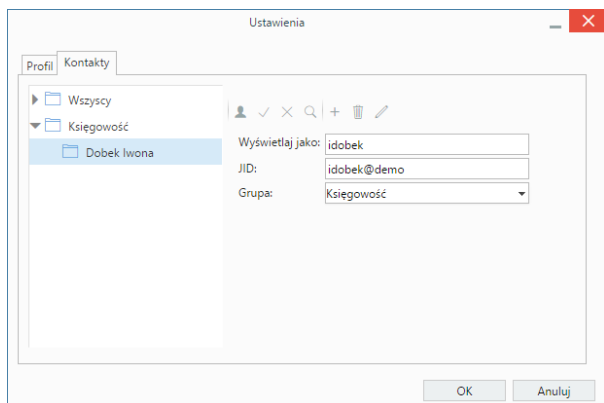 Ustawienia
Profil
Kontakty
Wszyscy
Księgowość
Dobek Iwona
Wyświetlaj jako: idobek
JID: idobek@demo
Grupa: Księgowość
OK
Anuluj